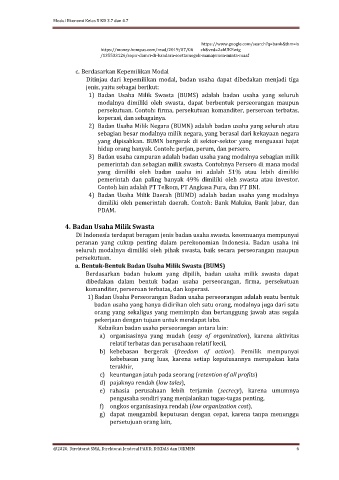 Modul Ekonomi Kelas X KD 3.7 dan 4.7
https://www.google.com/search?q=bank&tbm=is
https://money.kompas.com/read/2019/07/06
c. Berdasarkan Kepemilikan Modal
Ditinjau dari kepemilikan modal, badan usaha dapat dibedakan menjadi tiga
jenis, yaitu sebagai berikut:
1) Badan Usaha Milik Swasta (BUMS) adalah badan usaha yang seluruh
modalnya dimiliki oleh swasta, dapat berbentuk perseorangan maupun
persekutuan. Contoh: firma, persekutuan komanditer, perseroan terbatas,
koperasi, dan sebagainya.
2) Badan Usaha Milik Negara (BUMN) adalah badan usaha yang seluruh atau
sebagian besar modalnya milik negara, yang berasal dari kekayaan negara
yang dipisahkan. BUMN bergerak di sektor-sektor yang menguasai hajat
hidup orang banyak. Contoh: perjan, perum, dan persero.
3) Badan usaha campuran adalah badan usaha yang modalnya sebagian milik
pemerintah dan sebagian milik swasta. Contohnya Persero di mana modal
yang dimiliki oleh badan usaha ini adalah 51% atau lebih dimiliki
pemerintah dan paling banyak 49% dimiliki oleh swasta atau investor.
Contoh lain adalah PT Telkom, PT Angkasa Pura, dan PT BNI.
4) Badan Usaha Milik Daerah (BUMD) adalah badan usaha yang modalnya
dimiliki oleh pemerintah daerah. Contoh: Bank Maluku, Bank Jabar, dan
PDAM.
4. Badan Usaha Milik Swasta
Di Indonesia terdapat beragam jenis badan usaha swasta, kesemuanya mempunyai
peranan yang cukup penting dalam perekonomian Indonesia. Badan usaha ini
seluruh modalnya dimiliki oleh pihak swasta, baik secara perseorangan maupun
persekutuan.
a. Bentuk-Bentuk Badan Usaha Milik Swasta (BUMS)
Berdasarkan badan hukum yang dipilih, badan usaha milik swasta dapat
dibedakan dalam bentuk badan usaha perseorangan, firma, persekutuan
komanditer, perseroan terbatas, dan koperasi.
1) Badan Usaha Perseorangan Badan usaha perseorangan adalah suatu bentuk
badan usaha yang hanya didirikan oleh satu orang, modalnya juga dari satu
orang yang sekaligus yang memimpin dan bertanggung jawab atas segala
pekerjaan dengan tujuan untuk mendapat laba.
Kebaikan badan usaha perseorangan antara lain:
a) organisasinya yang mudah (easy of organization), karena aktivitas
relatif terbatas dan perusahaan relatif kecil,
b) kebebasan bergerak (freedom of action). Pemilik mempunyai
kebebasan yang luas, karena setiap keputusannya merupakan kata
terakhir,
c) keuntungan jatuh pada seorang (retention of all profits)
d) pajaknya rendah (low taxes),
e) rahasia perusahaan lebih terjamin (secrecy), karena umumnya
pengusaha sendiri yang menjalankan tugas-tugas penting,
f) ongkos organisasinya rendah (low organization cost),
g) dapat mengambil keputusan dengan cepat, karena tanpa menunggu
persetujuan orang lain,
@2020, Direktorat SMA, Direktorat Jenderal PAUD, DIKDAS dan DIKMEN
6